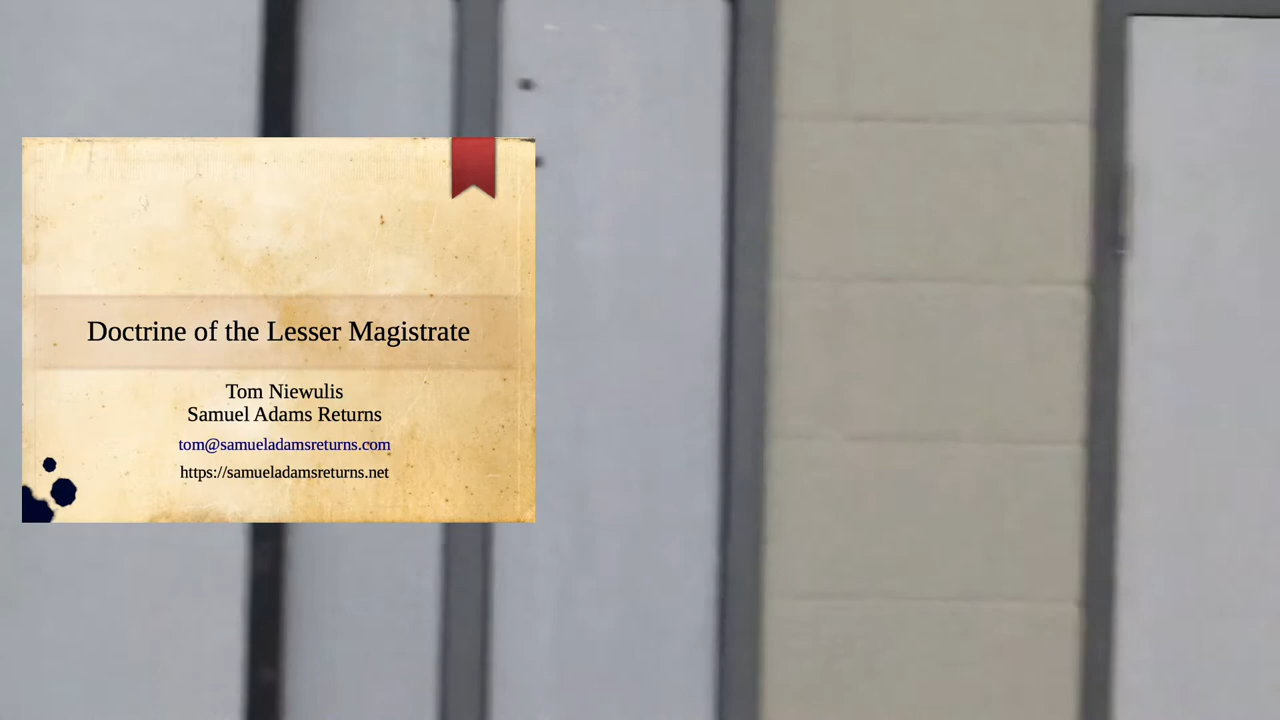 Doctrine of the Lesser Magistrate
Tom Niewulis
Samuel Adams Returns
tom@samueladamsreturns.com
https://samueladamsreturns.net